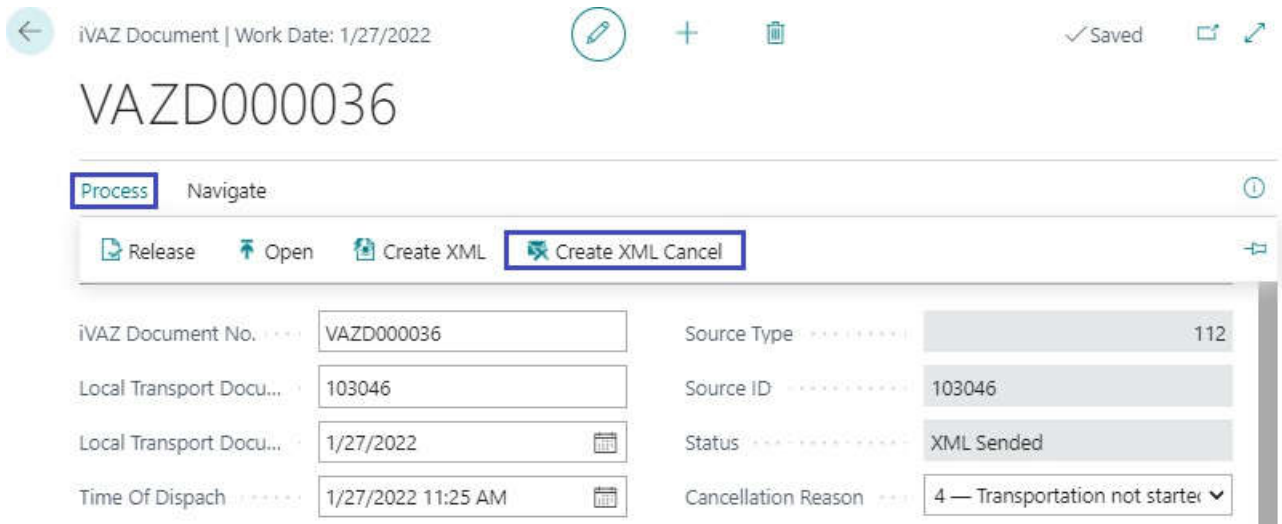 iVAZ Document | Work Date: 1/27/2022
Saved
VAZD000036
Process Navigate
Release Open Create XML Create XML Cancel
iVAZ Document No. VAZD000036 Source Type 112
Local Transport Docu... 103046 Source ID 103046
Local Transport Docu... 1/27/2022 Status XML Sended
Time Of Dispach 1/27/2022 11:25 AM Cancellation Reason 4 — Transportation not started